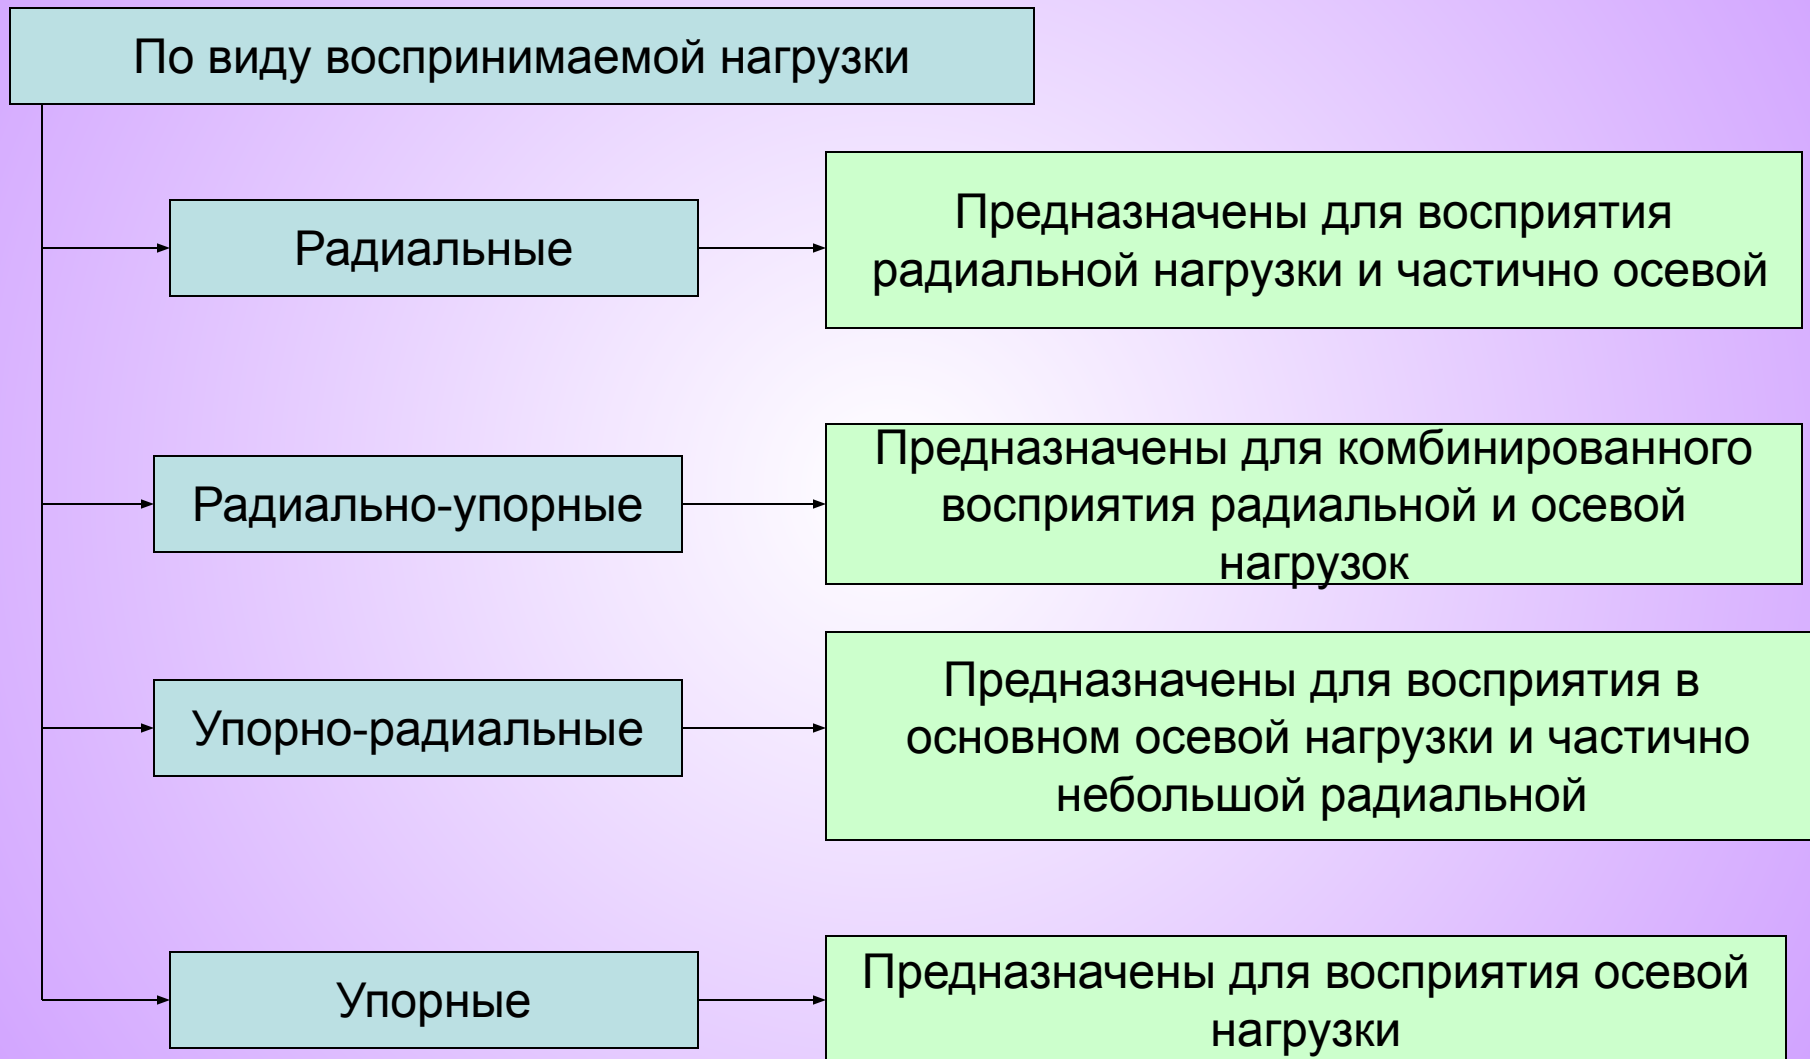 По виду воспринимаемой нагрузки
Радиальные
Предназначены для восприятия
радиальной нагрузки и частично осевой
Радиально-упорные
Предназначены для комбинированного
восприятия радиальной и осевой
нагрузок
Упорно-радиальные
Предназначены для восприятия в
основном осевой нагрузки и частично
небольшой радиальной
Упорные
Предназначены для восприятия осевой
нагрузки